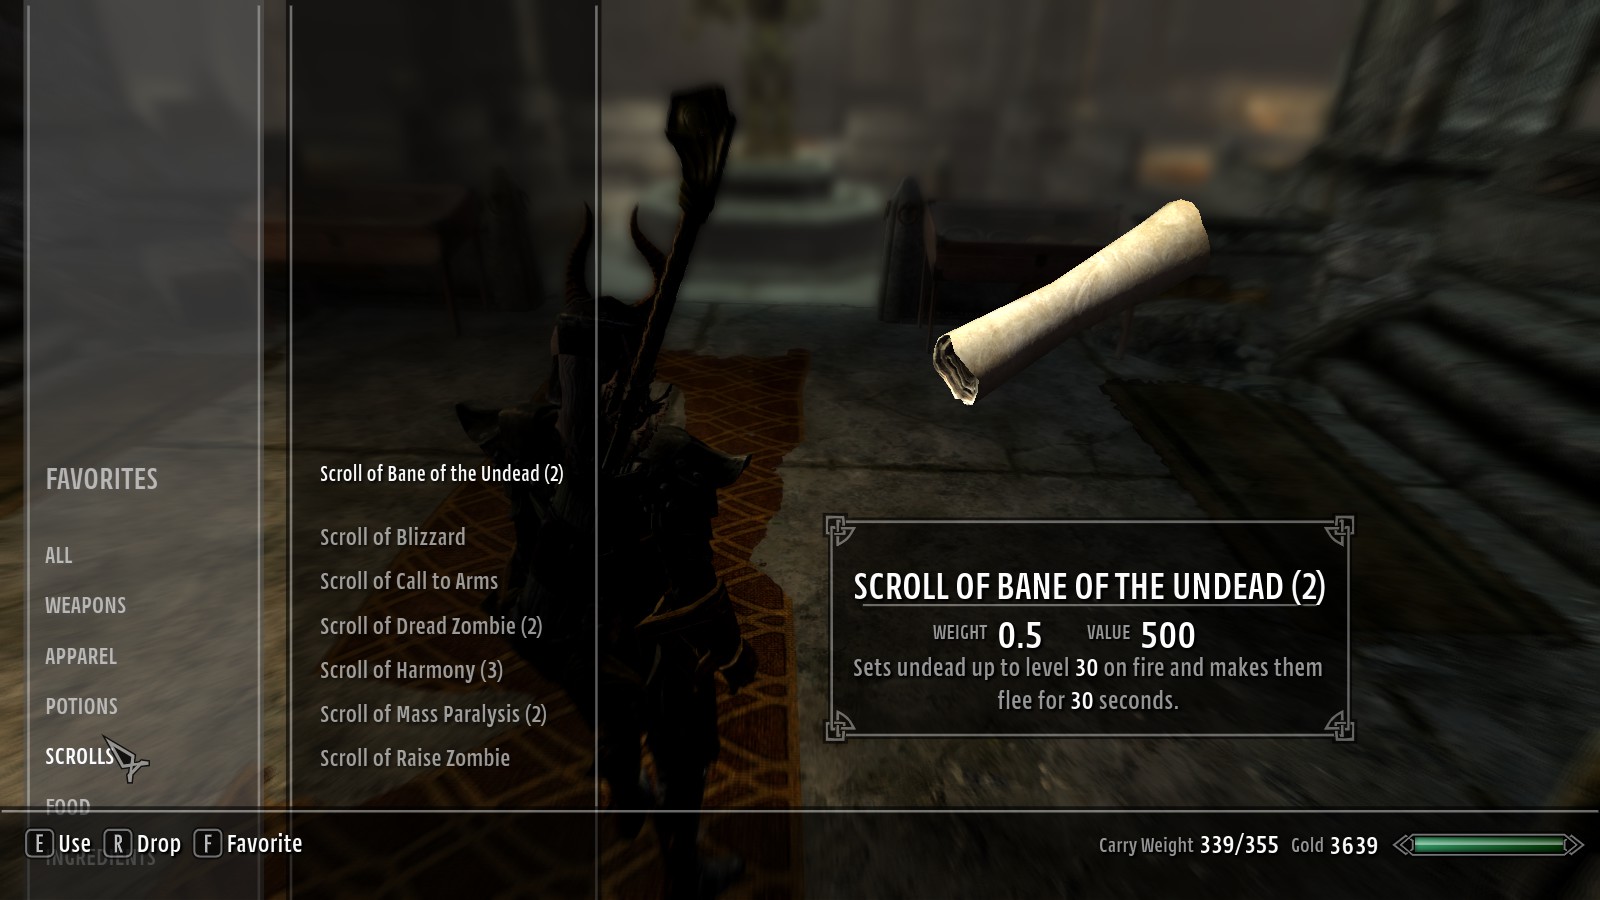 FAVORITES
ALL
WEAPONS
APPAREL
POTIONS
SCROLLS
FOOD
INGREDIENTS
Scroll of Bane of the Undead (2)
Scroll of Blizzard
Scroll of Call to Arms
Scroll of Dread Zombie (2)
Scroll of Harmony (3)
Scroll of Mass Paralysis (2)
Scroll of Raise Zombie
SCROLL OF BANE OF THE UNDEAD (2)
WEIGHT 0.5 VALUE 500
Sets undead up to level 30 on fire and makes them
flee for 30 seconds.
E Use R Drop F Favorite
Carry Weight 339/355 Gold 3639